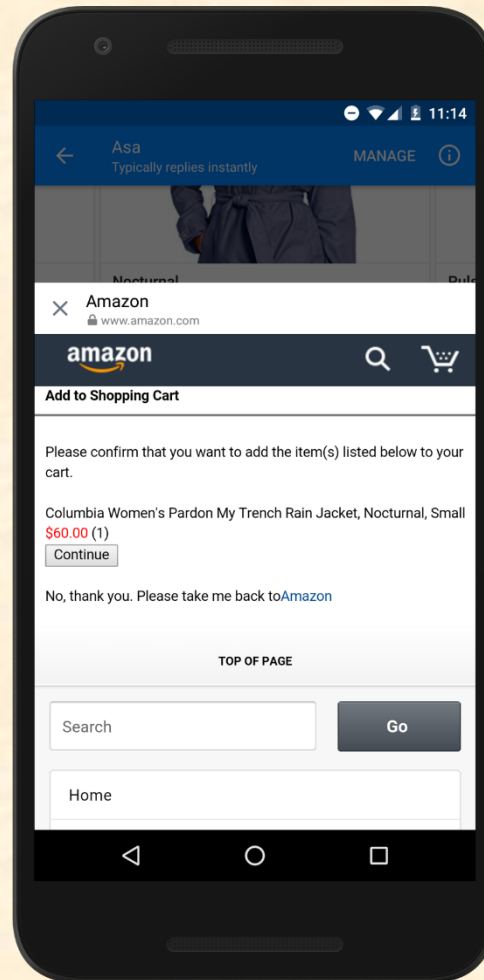 11:14
Asa
Typically replies instantly
MANAGE
Nocturnal
Amazon
www.amazon.com
amazon
Add to Shopping Cart
Please confirm that you want to add the item(s) listed below to your
cart.
Columbia Women's Pardon My Trench Rain Jacket, Nocturnal, Small
$60.00 (1)
Continue
No, thank you. Please take me back toAmazon
TOP OF PAGE
Search
Go
Home